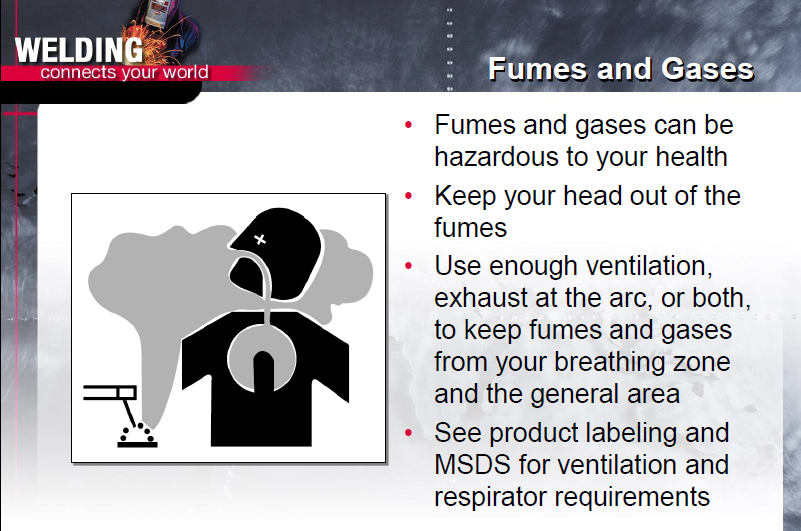 WELDING
connects your world
Fumes and Gases
• Fumes and gases can be
hazardous to your health
• Keep your head out of the
fumes
• Use enough ventilation,
exhaust at the arc, or both,
to keep fumes and gases
from your breathing zone
and the general area
• See product labeling and
MSDS for ventilation and
respirator requirements